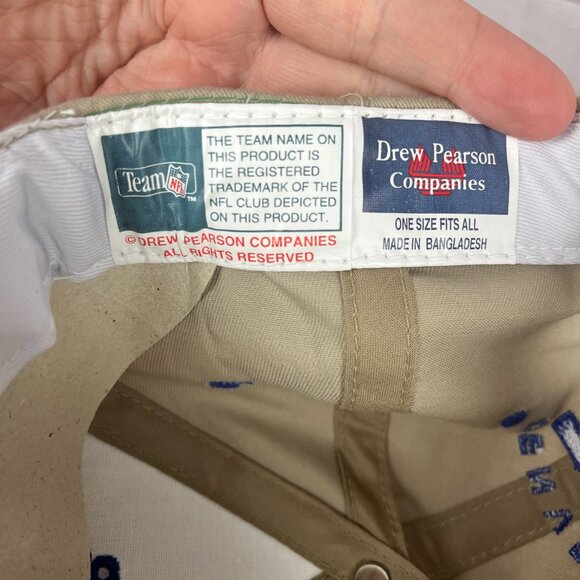 Team NFL ™
THE TEAM NAME ON
THIS PRODUCT IS
THE REGISTERED
TRADEMARK OF THE
NFL CLUB DEPICTED
ON THIS PRODUCT.
© DREW PEARSON COMPANIES
ALL RIGHTS RESERVED
Drew Pearson
Companies
ONE SIZE FITS ALL
MADE IN BANGLADESH